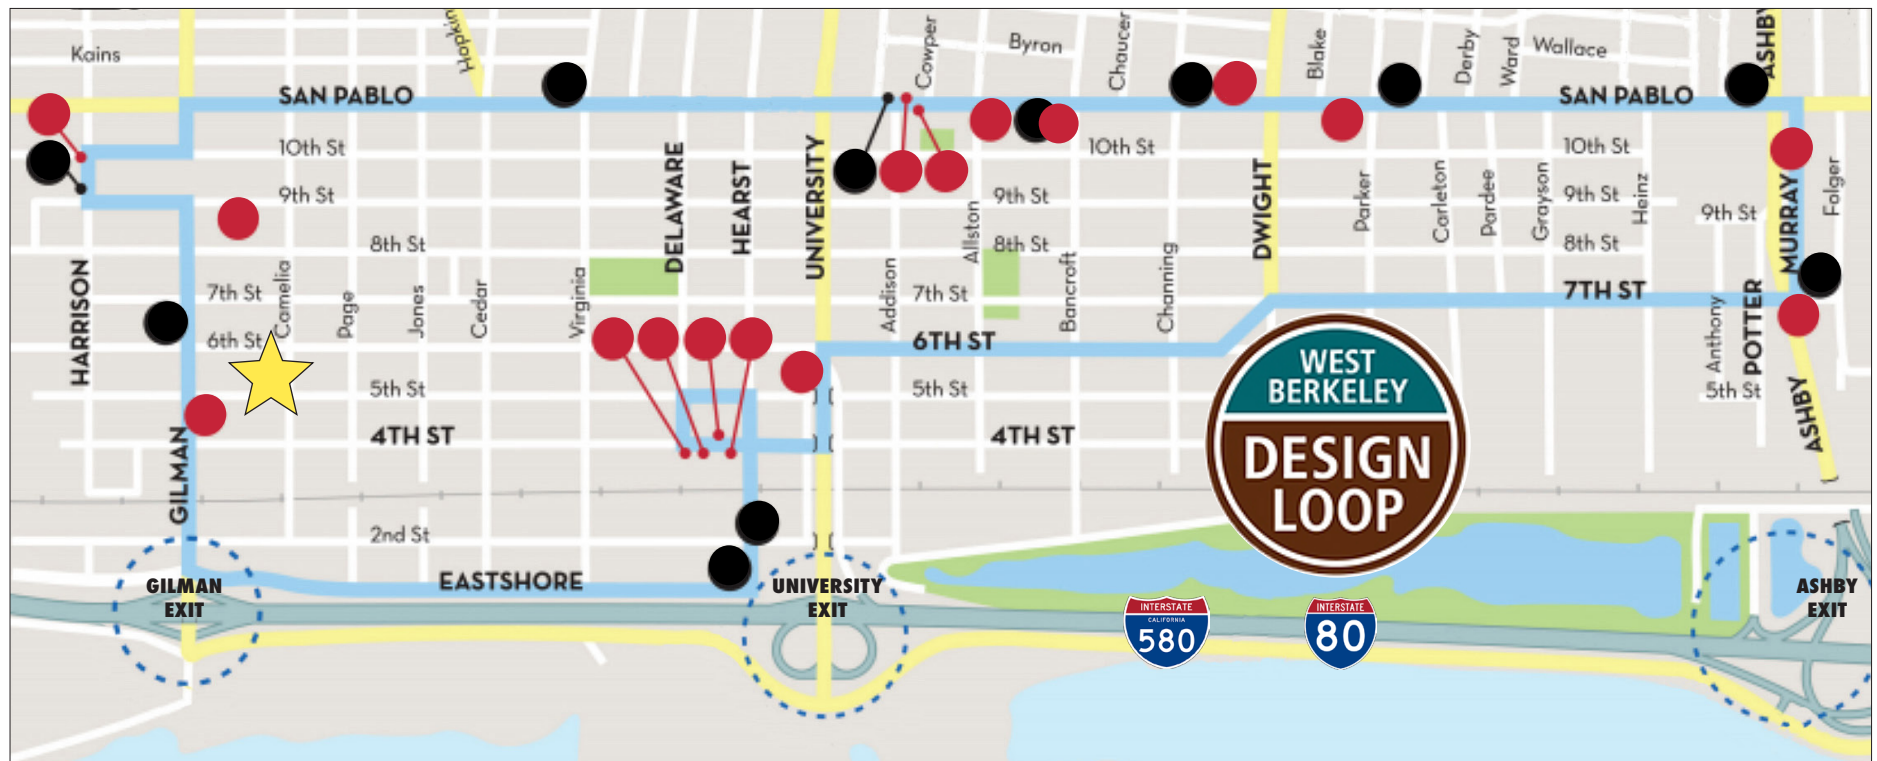 Kains
Hopkin
Cowper
Byron
Chaucer
Blake
Derby
Ward
Wallace
ASHBY
SAN PABLO
SAN PABLO
10th St
10th St
10th St
DELAWARE
HEARST
UNIVERSITY
DWIGHT
9th St
9th St
9th St
9th St
Parker
Carleton
Pardee
Grayson
Heinz
MURRAY
Folger
8th St
8th St
8th St
Allston
HARRISON
7th St
7th St
7TH ST
Camelia
Page
Jones
Cedar
Virginia
Addison
Bancroft
Channing
Anthony
POTTER
6th St
6TH ST
5th St
5th St
5th St
ASHBY
4TH ST
4TH ST
GILMAN
WEST
BERKELEY
DESIGN
LOOP
2nd St
EASTSHORE
GILMAN
EXIT
UNIVERSITY
EXIT
ASHBY
EXIT
INTERSTATE
CALIFORNIA
580
INTERSTATE
80